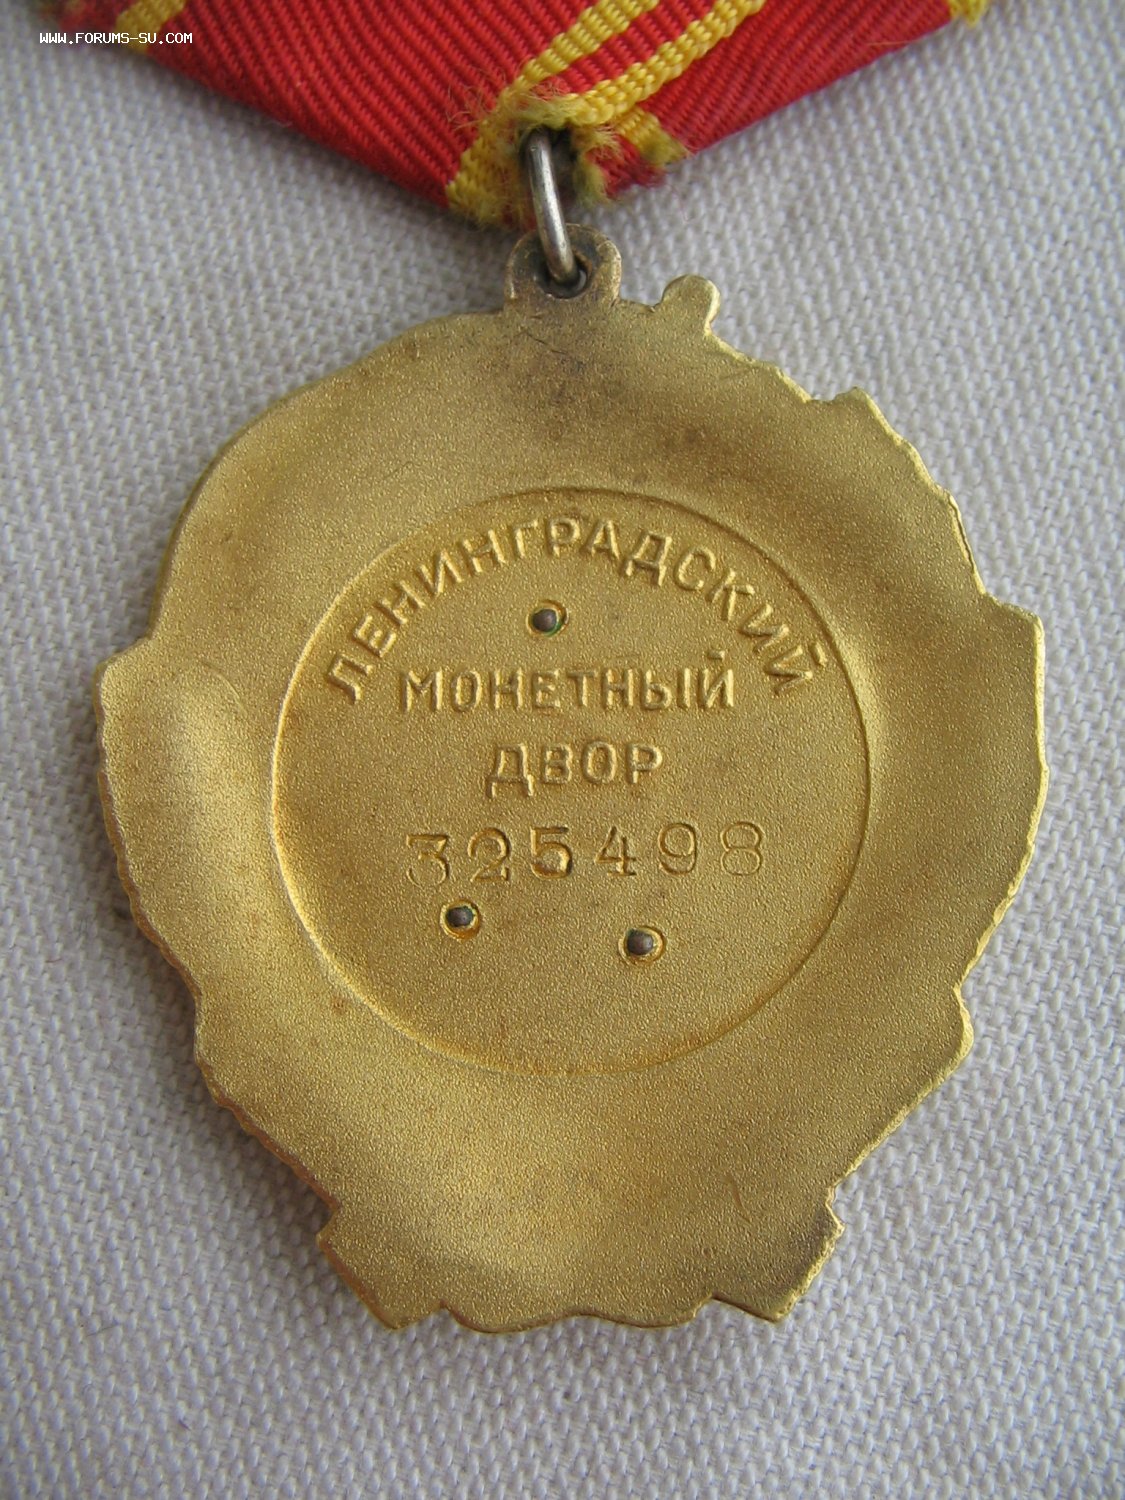 WWW.FORUMS-SU.COM
ЛЕНИНГРАДСКИЙ
МОНЕТНЫЙ
ДВОР
325498